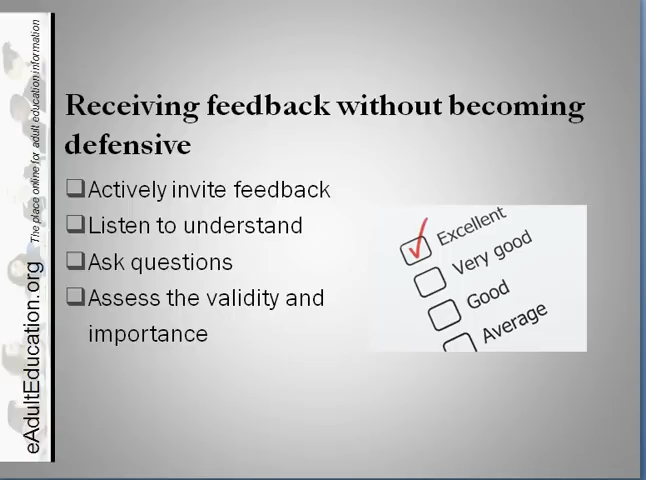 Receiving feedback without becoming
defensive
Actively invite feedback
Listen to understand
Ask questions
Assess the validity and
importance
Excellent
Very good
Good
Average
eAdultEducation.org The place online for adult education information